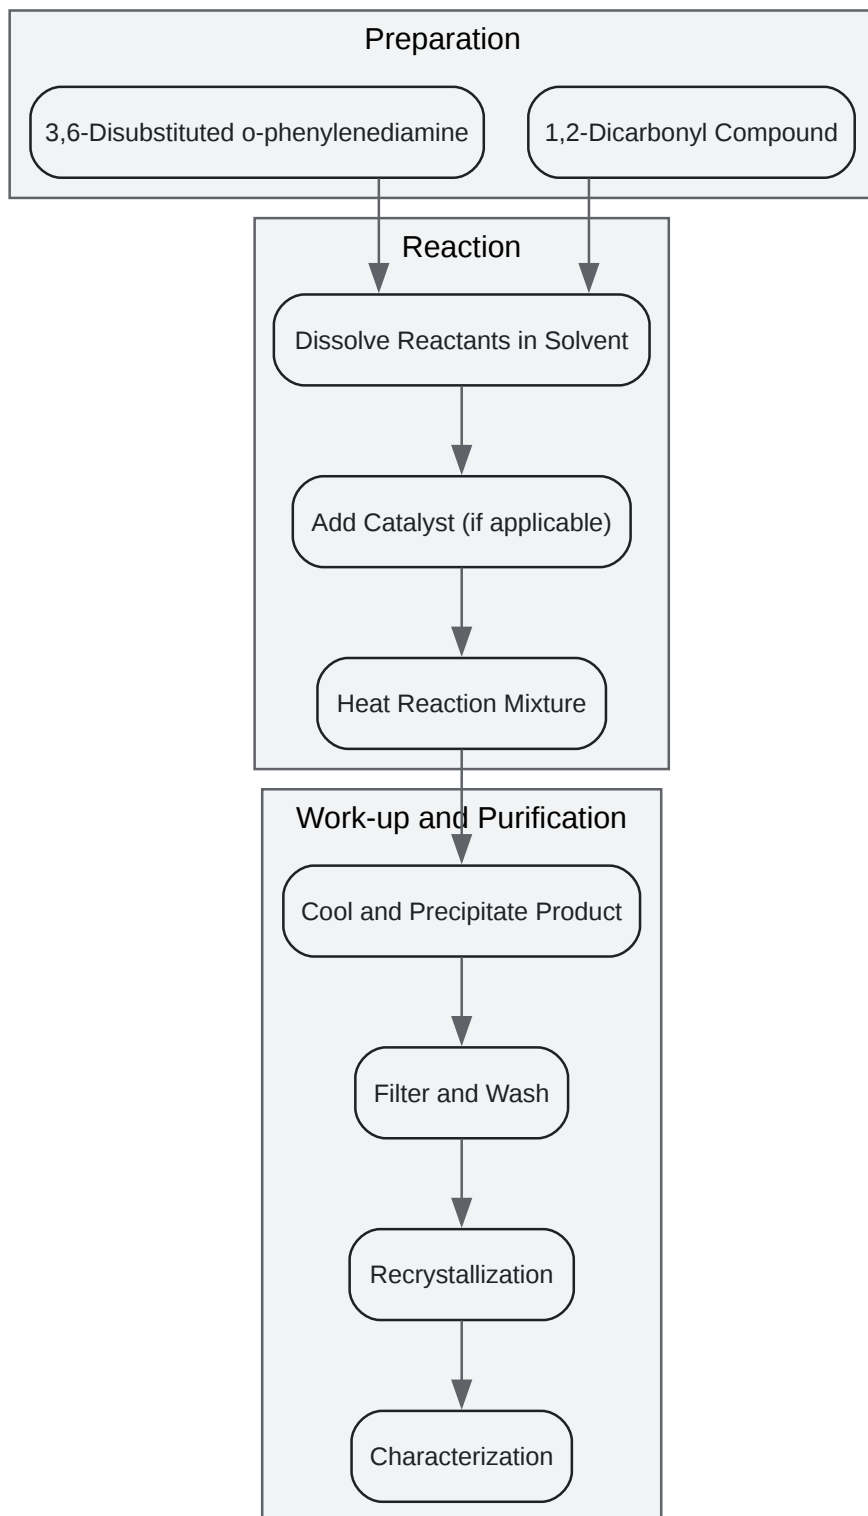 Preparation
3,6-Disubstituted o-phenylenediamine
1,2-Dicarbonyl Compound
Reaction
Dissolve Reactants in Solvent
Add Catalyst (if applicable)
Heat Reaction Mixture
Work-up and Purification
Cool and Precipitate Product
Filter and Wash
Recrystallization
Characterization